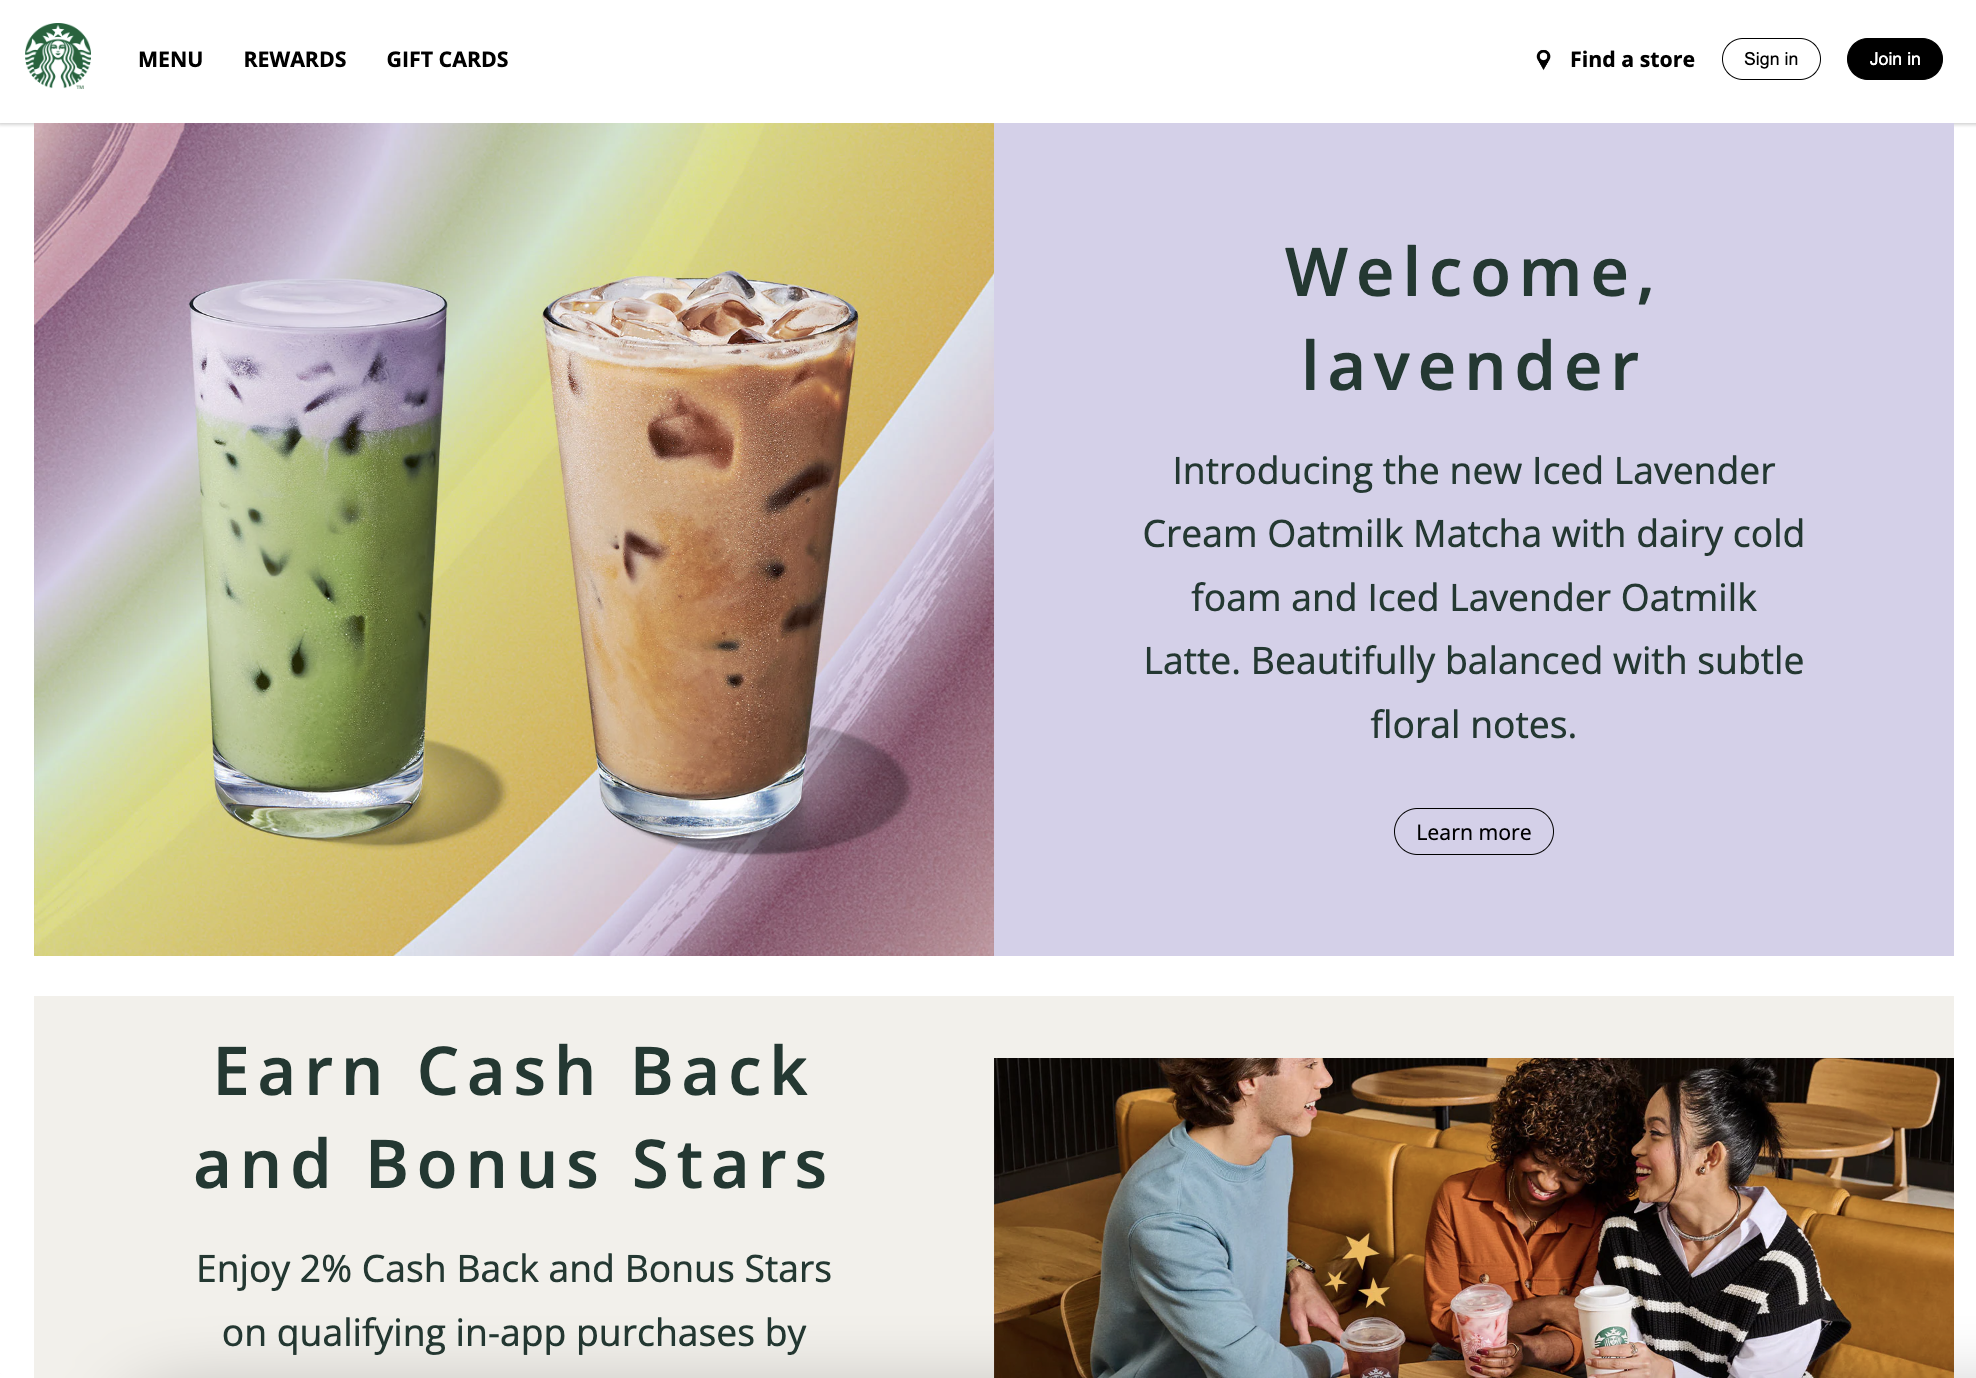 MENU
REWARDS
GIFT CARDS
Find a store
Sign in
Join in
Welcome,
lavender
Introducing the new Iced Lavender
Cream Oatmilk Matcha with dairy cold
foam and Iced Lavender Oatmilk
Latte. Beautifully balanced with subtle
floral notes.
Learn more
Earn Cash Back
and Bonus Stars
Enjoy 2% Cash Back and Bonus Stars
on qualifying in-app purchases by